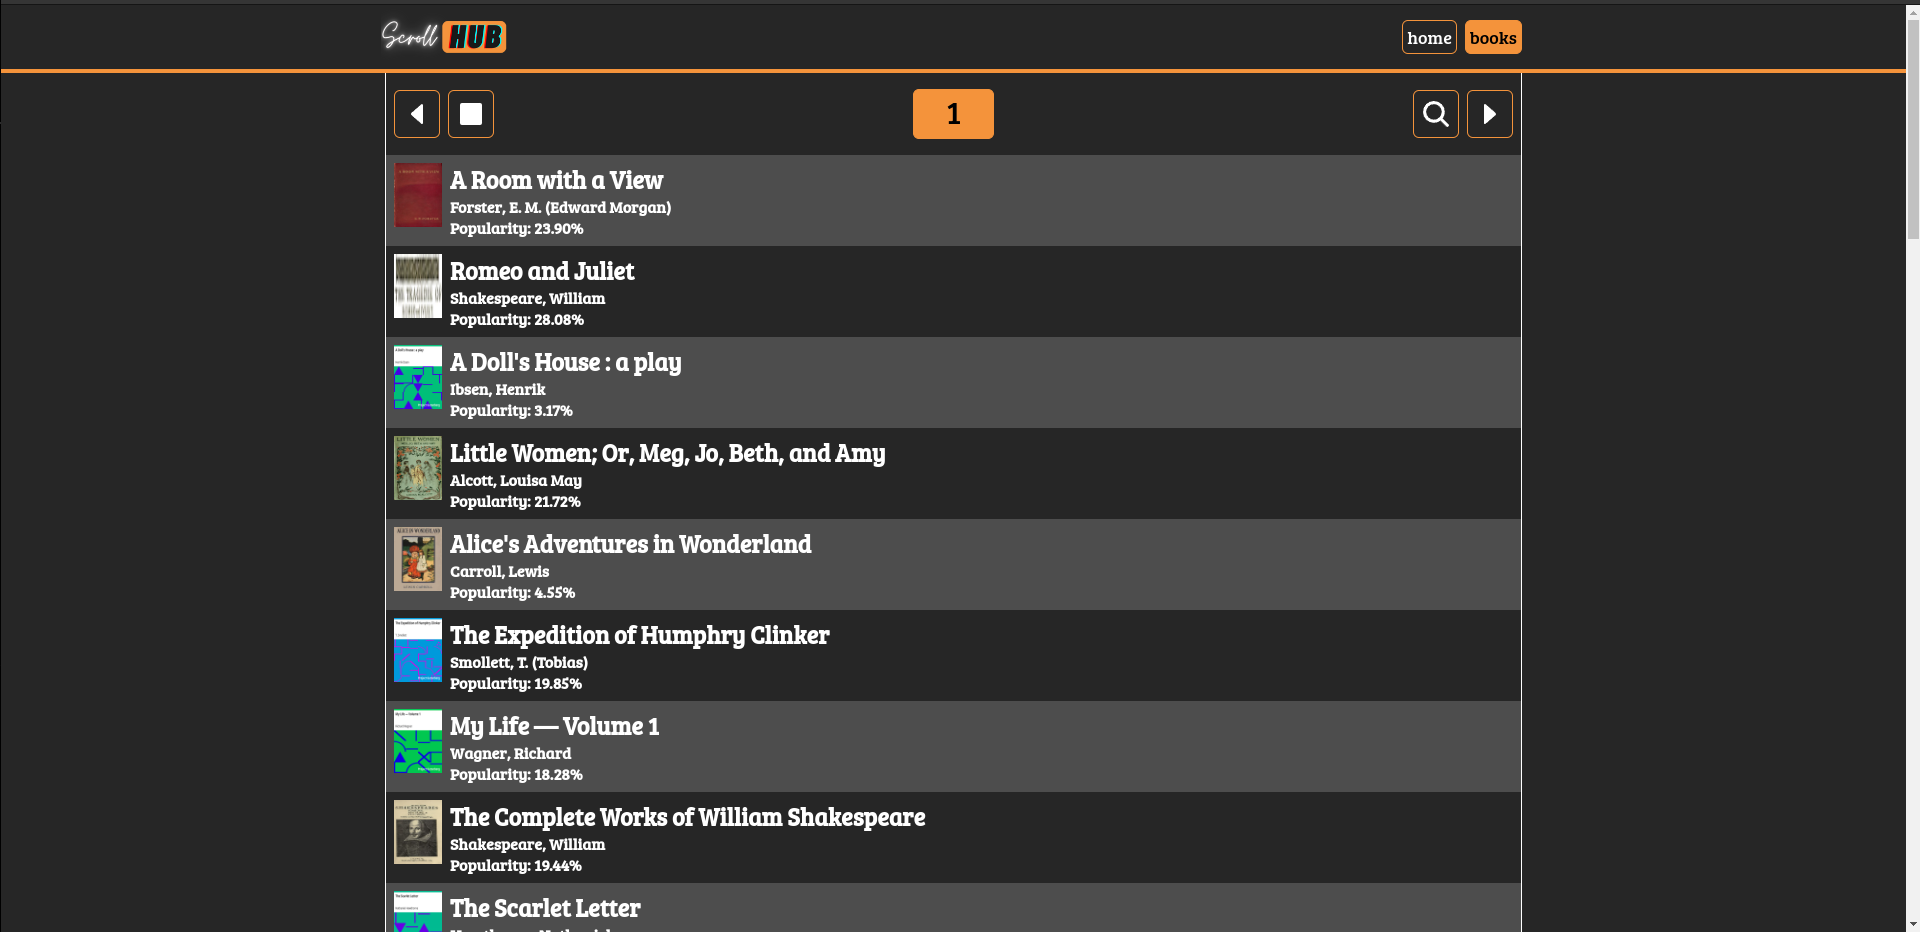 Scroll HUB
home books
1
A Room with a View
Forster, E. M. (Edward Morgan)
Popularity: 23.90%
Romeo and Juliet
Shakespeare, William
Popularity: 28.08%
A Doll's House : a play
Ibsen, Henrik
Popularity: 3.17%
Little Women; Or, Meg, Jo, Beth, and Amy
Alcott, Louisa May
Popularity: 21.72%
Alice's Adventures in Wonderland
Carroll, Lewis
Popularity: 4.55%
The Expedition of Humphry Clinker
Smollett, T. (Tobias)
Popularity: 19.85%
My Life — Volume 1
Wagner, Richard
Popularity: 18.28%
The Complete Works of William Shakespeare
Shakespeare, William
Popularity: 19.44%
The Scarlet Letter